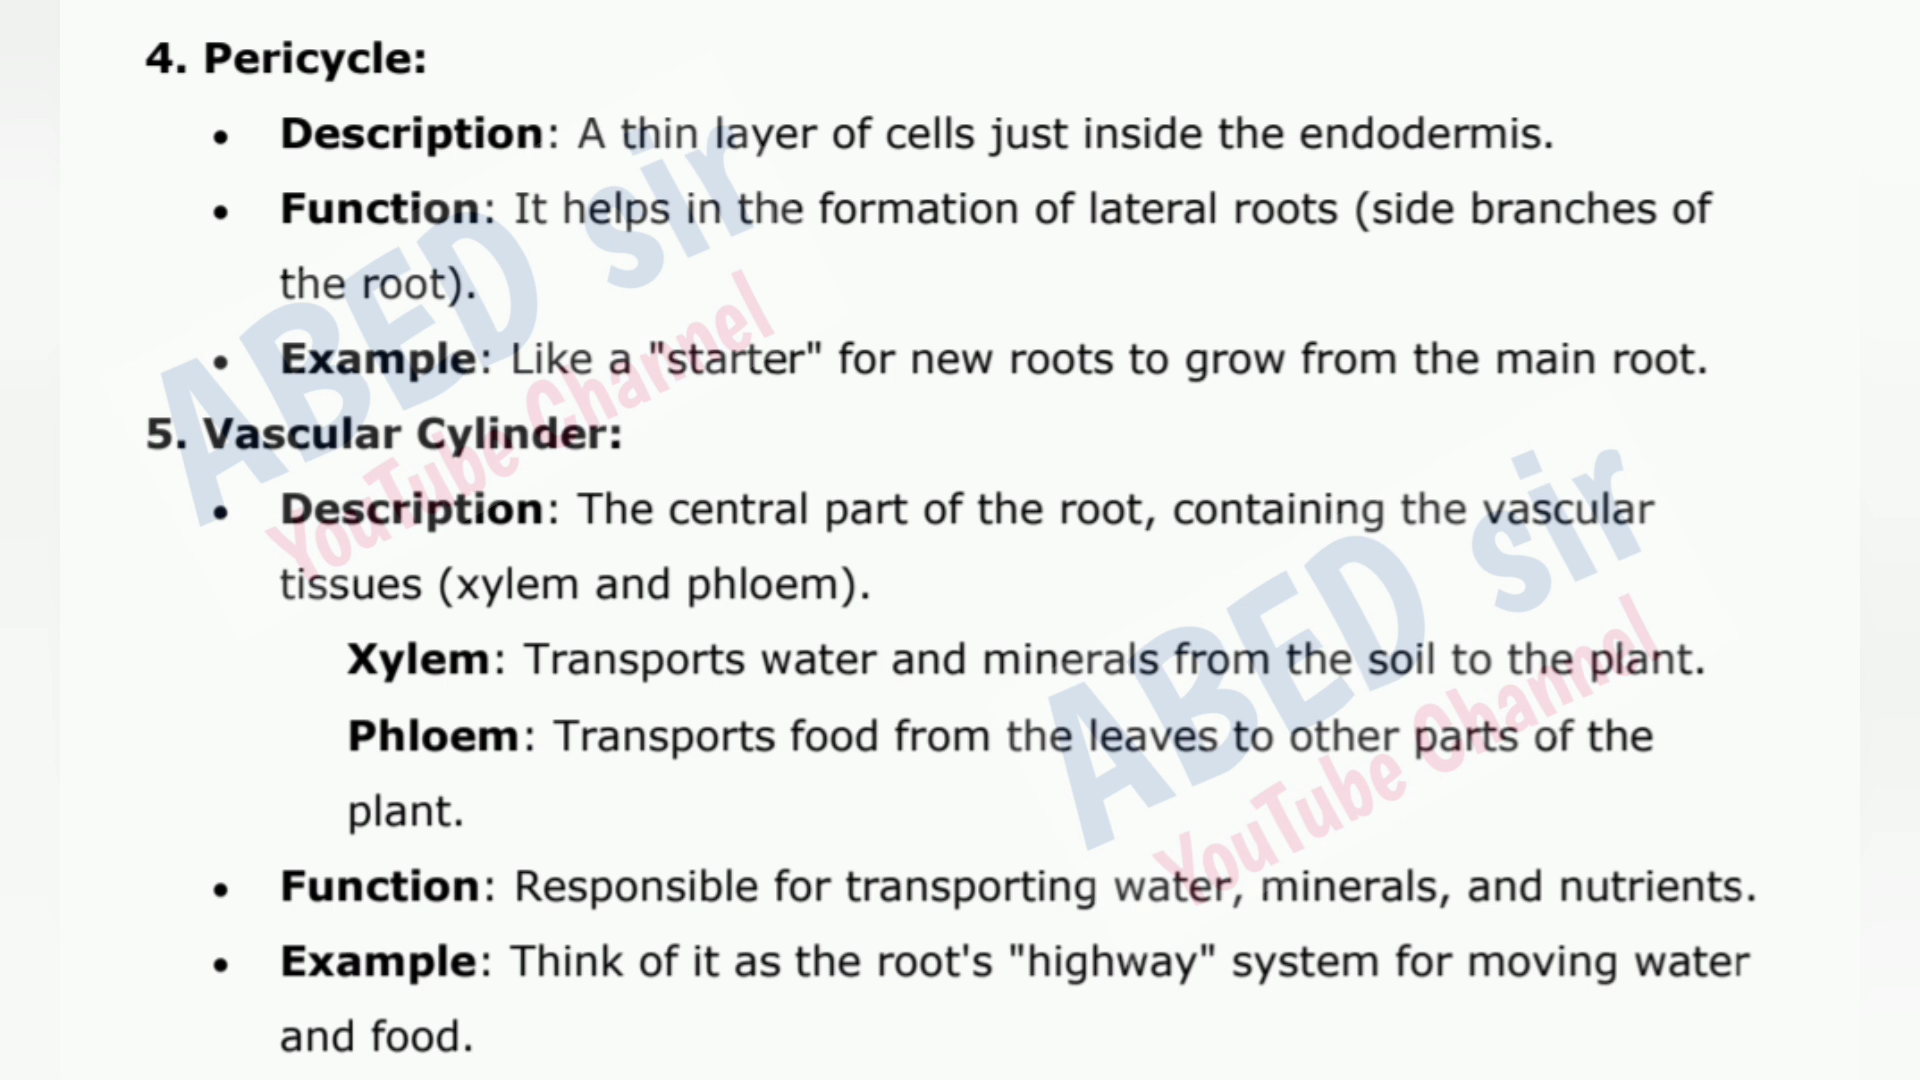 4. Pericycle:
• Description: A thin layer of cells just inside the endodermis.
• Function: It helps in the formation of lateral roots (side branches of
the root).
• Example: Like a "starter" for new roots to grow from the main root.
5. Vascular Cylinder:
• Description: The central part of the root, containing the vascular
tissues (xylem and phloem).
Xylem: Transports water and minerals from the soil to the plant.
Phloem: Transports food from the leaves to other parts of the
plant.
• Function: Responsible for transporting water, minerals, and nutrients.
• Example: Think of it as the root's "highway" system for moving water
and food.
ABED sir
YouTube Channel
ABED sir
YouTube Channel